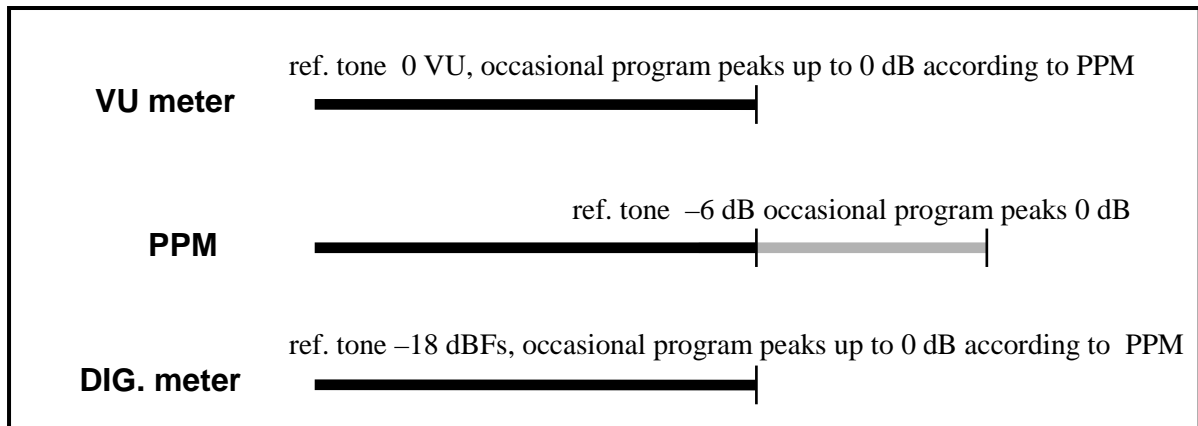 ref. tone 0 VU, occasional program peaks up to 0 dB according to PPM
VU meter
ref. tone –6 dB occasional program peaks 0 dB
PPM
ref. tone –18 dBFs, occasional program peaks up to 0 dB according to PPM
DIG. meter